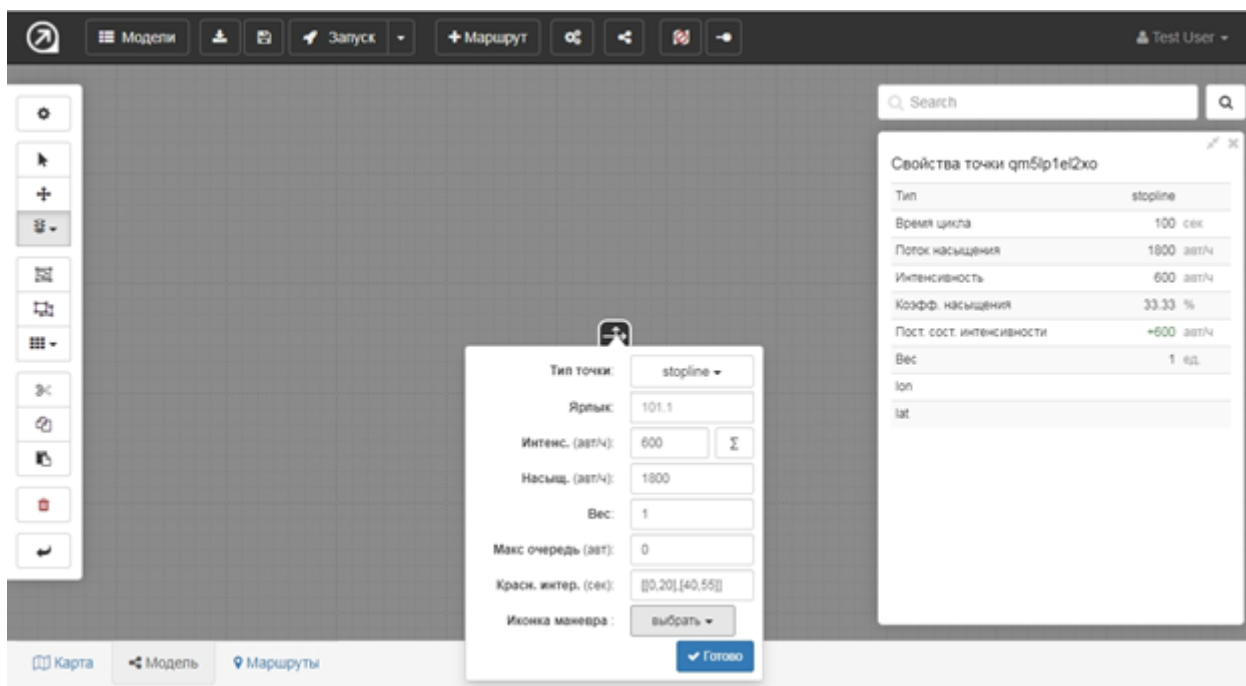 Модели
Запуск
Маршрут
Test User
Search
Свойства точки qm5lp1el2xo
Тип stopline
Время цикла 100 сек
Поток насыщения 1800 авт/ч
Интенсивность 600 авт/ч
Коэфф. насыщения 33.33 %
Пост. сост. интенсивности +600 авт/ч
Вес 1 ед.
lon
lat
Тип точки: stopline
Ярлык: 101.1
Интенс. (авт/ч): 600 Σ
Насыщ. (авт/ч): 1800
Вес: 1
Макс очередь (авт): 0
Красн. интер. (сек): [[0,20],[40,55]]
Иконка маневра : выбрать
Готово
Карта Модель Маршруты